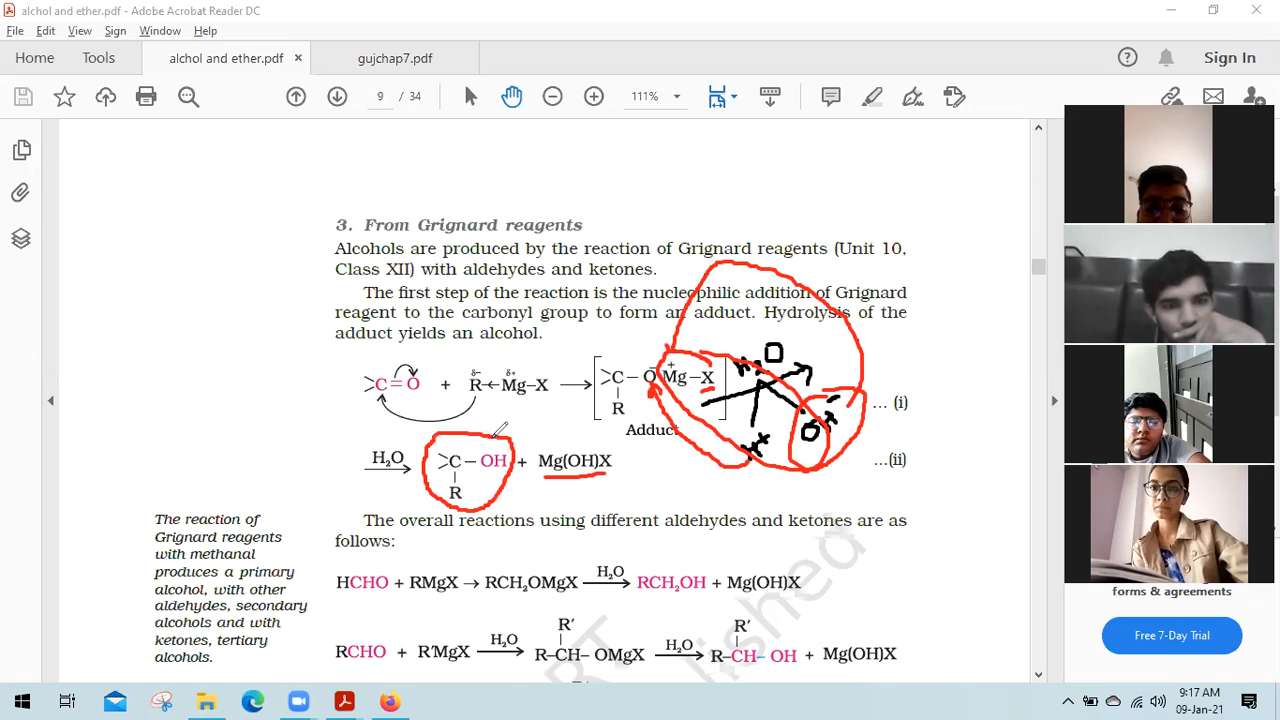 alchol and ether.pdf - Adobe Acrobat Reader DC
File Edit View Sign Window Help
Home Tools alchol and ether.pdf × gujchap7.pdf Sign In
9 / 34 111%
3. From Grignard reagents
Alcohols are produced by the reaction of Grignard reagents (Unit 10,
Class XII) with aldehydes and ketones.
The first step of the reaction is the nucleophilic addition of Grignard
reagent to the carbonyl group to form an adduct. Hydrolysis of the
adduct yields an alcohol.
>C=O + R^δ−←Mg^δ+–X → [>C(R)–O⁻Mg⁺–X] ... (i)
Adduct
H₂O → >C(R)–OH + Mg(OH)X ...(ii)
The overall reactions using different aldehydes and ketones are as
follows:
The reaction of
Grignard reagents
with methanal
produces a primary
alcohol, with other
aldehydes, secondary
alcohols and with
ketones, tertiary
alcohols.
HCHO + RMgX → RCH₂OMgX —H₂O→ RCH₂OH + Mg(OH)X
RCHO + R′MgX —H₂O→ R–CH(R′)–OMgX —H₂O→ R–CH(R′)–OH + Mg(OH)X
forms & agreements
Free 7-Day Trial
9:17 AM
09-Jan-21